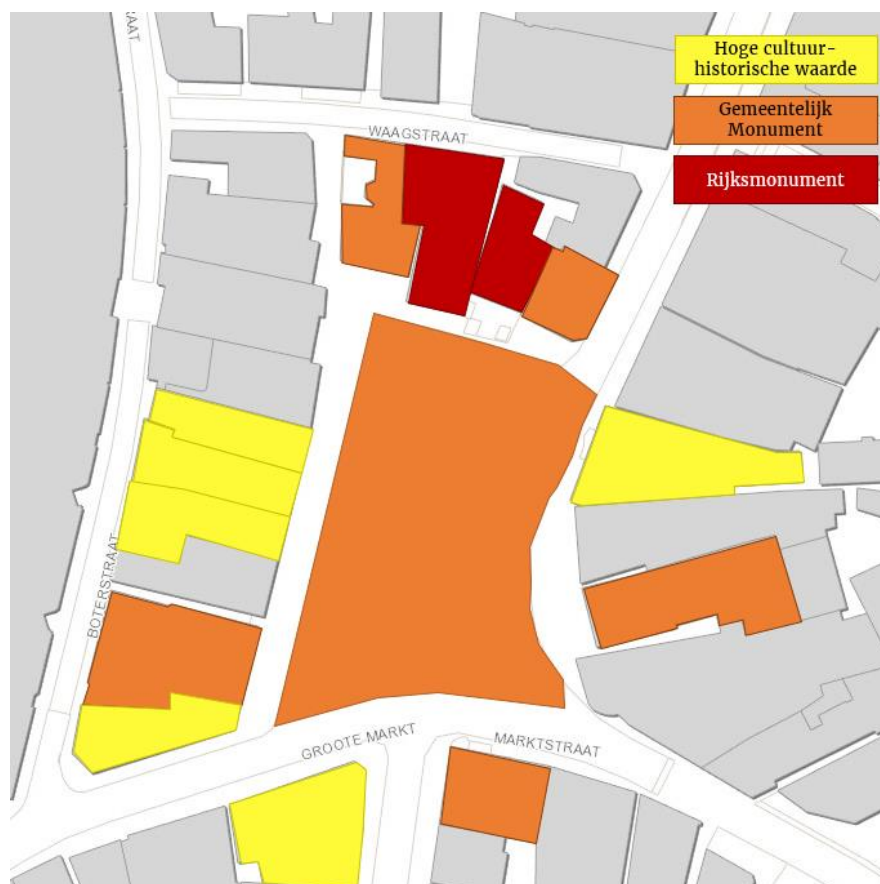 Hoge cultuur-
historische waarde
Gemeentelijk
Monument
Rijksmonument
WAAGSTRAAT
BOTERSTRAAT
GROOTE MARKT
MARKTSTRAAT